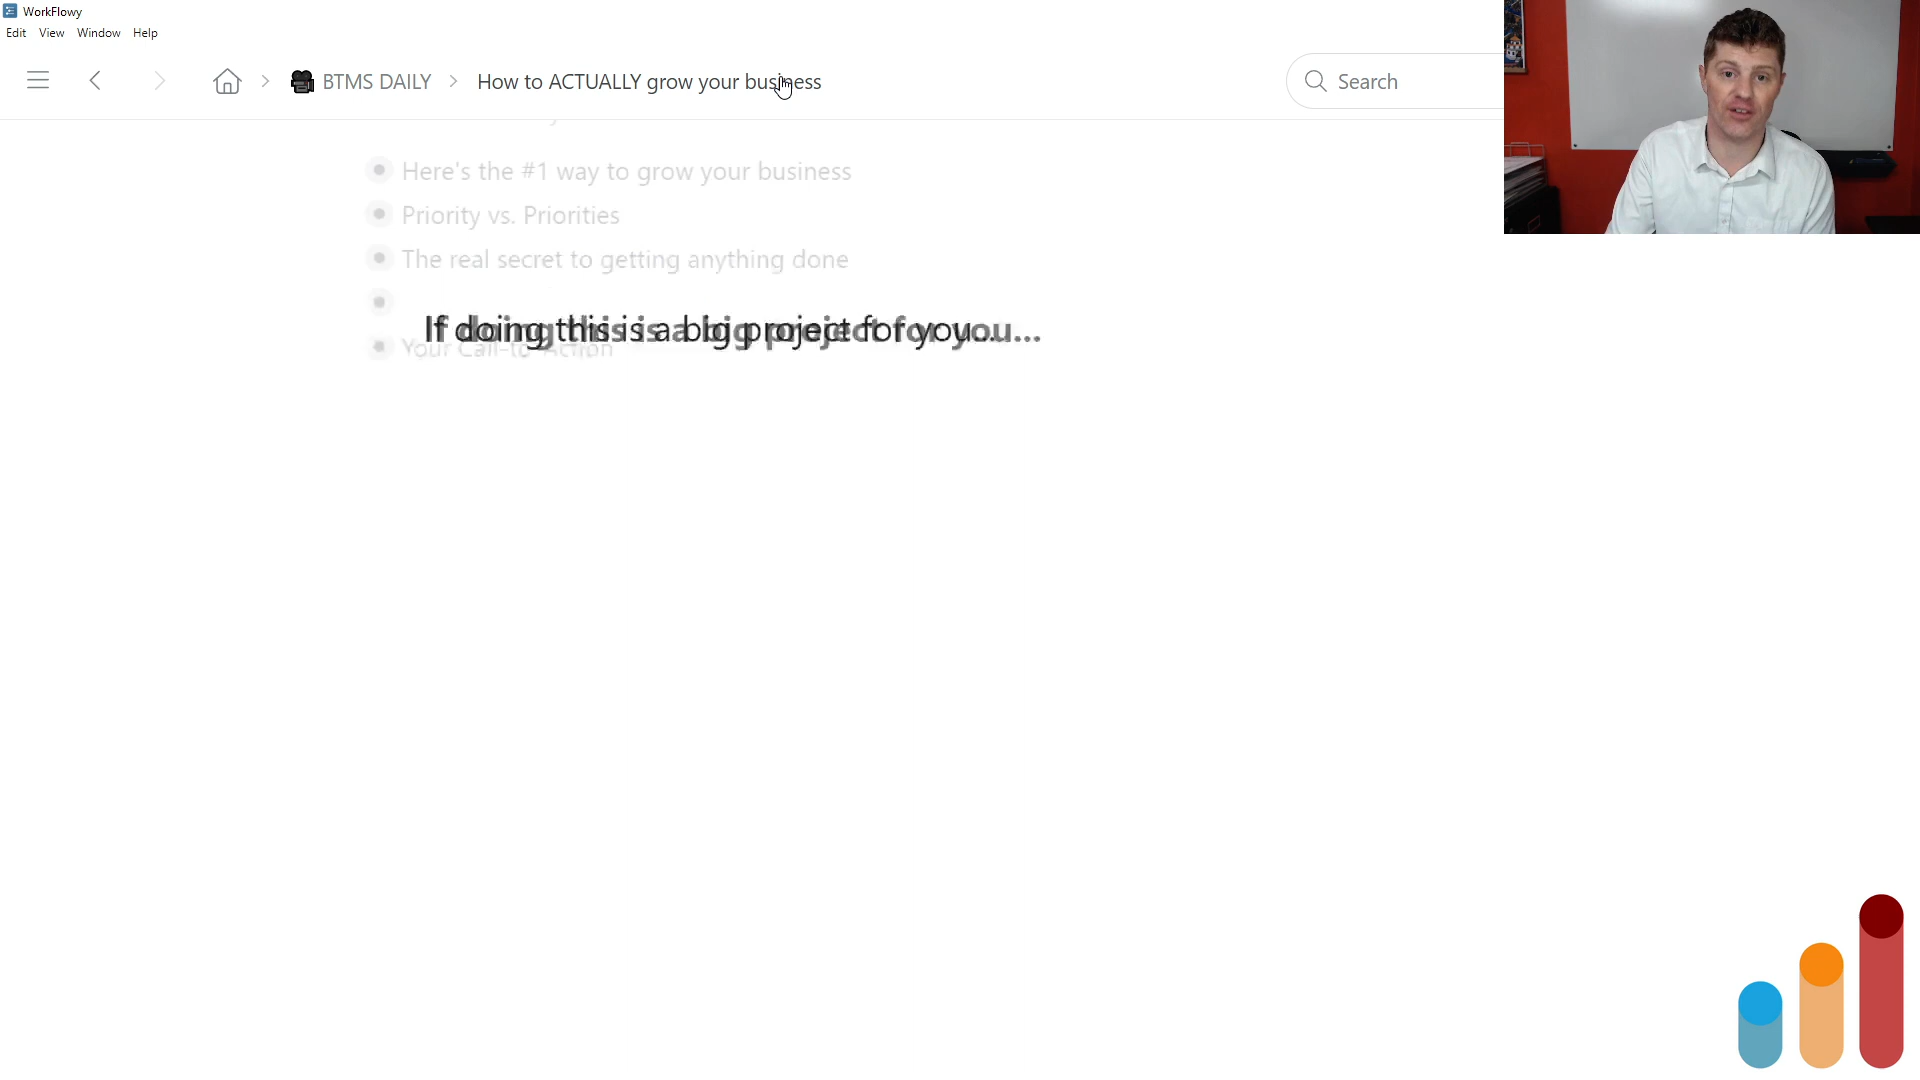 WorkFlowy
Edit View Window Help
BTMS DAILY > How to ACTUALLY grow your business
Search
Here's the #1 way to grow your business
Priority vs. Priorities
The real secret to getting anything done
If doing this is a big project for you...
Your Call-to-Action